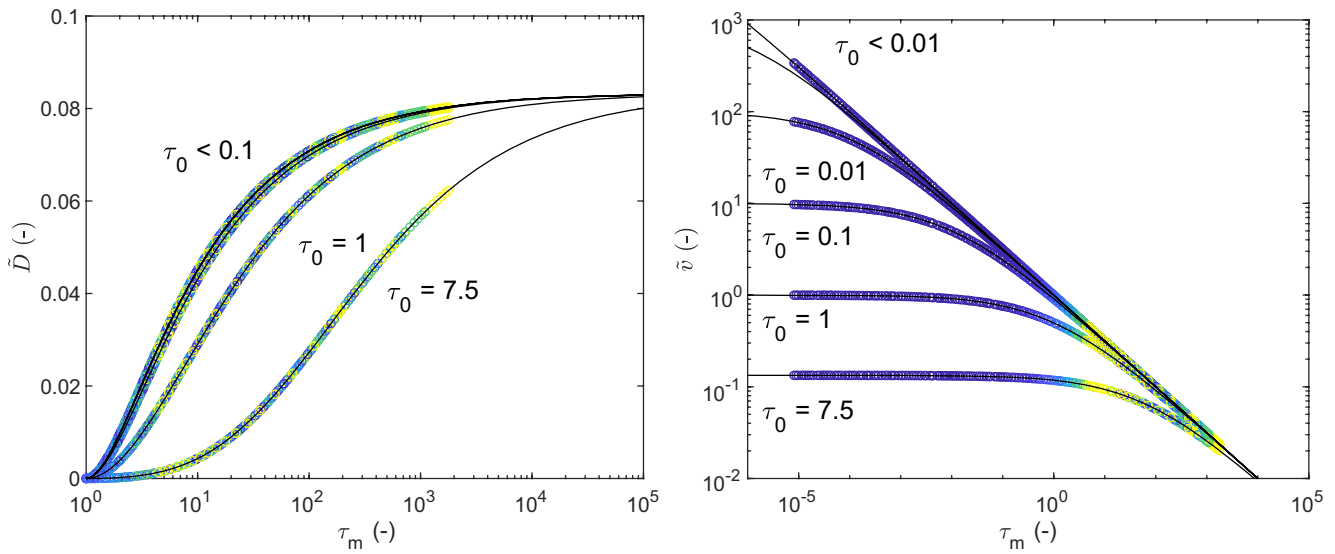 0.1
0.08
0.06
0.04
0.02
0
D̃ (-)
τ0 < 0.1
τ0 = 1
τ0 = 7.5
10^0 10^1 10^2 10^3 10^4 10^5
τm (-)
10^3
10^2
10^1
10^0
10^-1
10^-2
ṽ (-)
τ0 < 0.01
τ0 = 0.01
τ0 = 0.1
τ0 = 1
τ0 = 7.5
10^-5 10^0 10^5
τm (-)